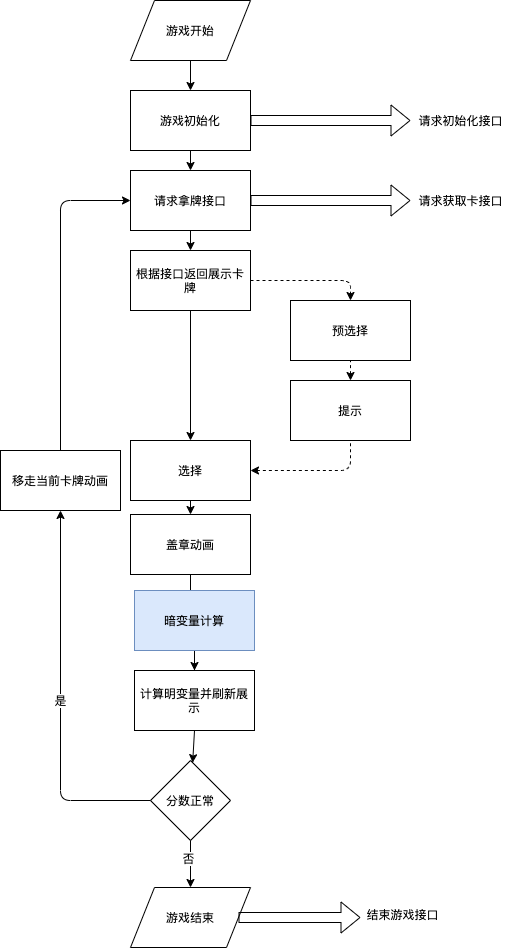 游戏开始
游戏初始化
请求初始化接口
请求拿牌接口
请求获取卡接口
根据接口返回展示卡
牌
预选择
提示
选择
移走当前卡牌动画
盖章动画
暗变量计算
计算明变量并刷新展
示
是
分数正常
否
游戏结束
结束游戏接口